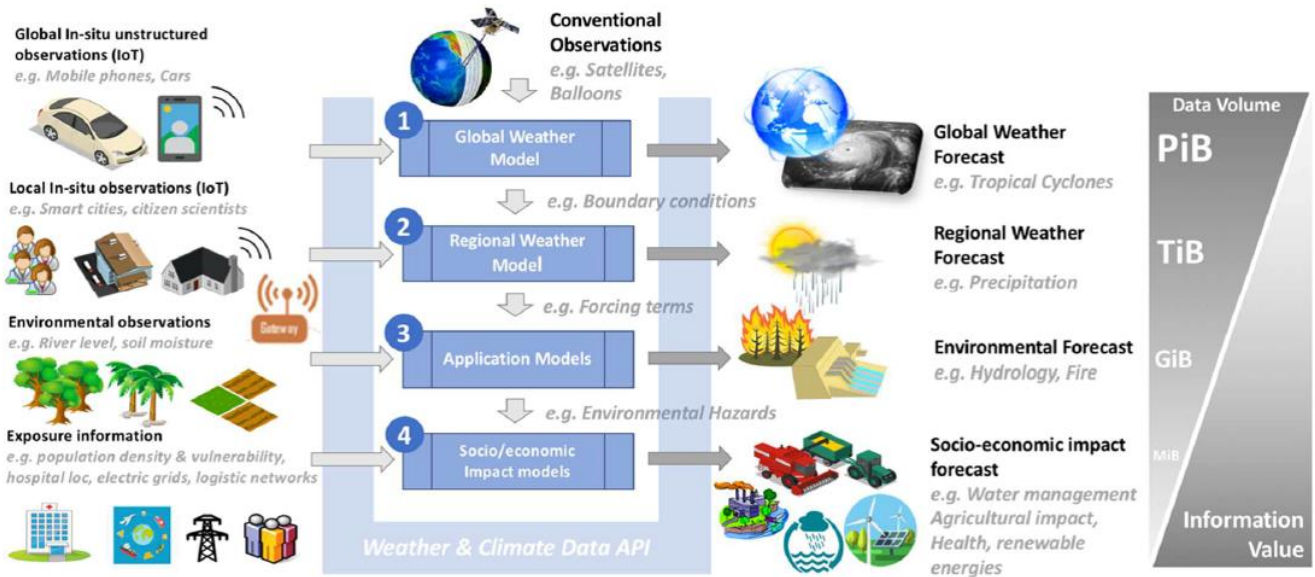 Global In-situ unstructured
observations (IoT)
e.g. Mobile phones, Cars
Conventional
Observations
e.g. Satellites,
Balloons
1
Global Weather
Model
Global Weather
Forecast
e.g. Tropical Cyclones
Data Volume
PiB
Local In-situ observations (IoT)
e.g. Smart cities, citizen scientists
e.g. Boundary conditions
2
Regional Weather
Model
Regional Weather
Forecast
e.g. Precipitation
TiB
Gateway
e.g. Forcing terms
Environmental observations
e.g. River level, soil moisture
3
Application Models
Environmental Forecast
e.g. Hydrology, Fire
GiB
e.g. Environmental Hazards
Exposure information
e.g. population density & vulnerability,
hospital loc, electric grids, logistic networks
4
Socio/economic
Impact models
Socio-economic impact
forecast
e.g. Water management
Agricultural impact,
Health, renewable
energies
MiB
Information
Value
Weather & Climate Data API